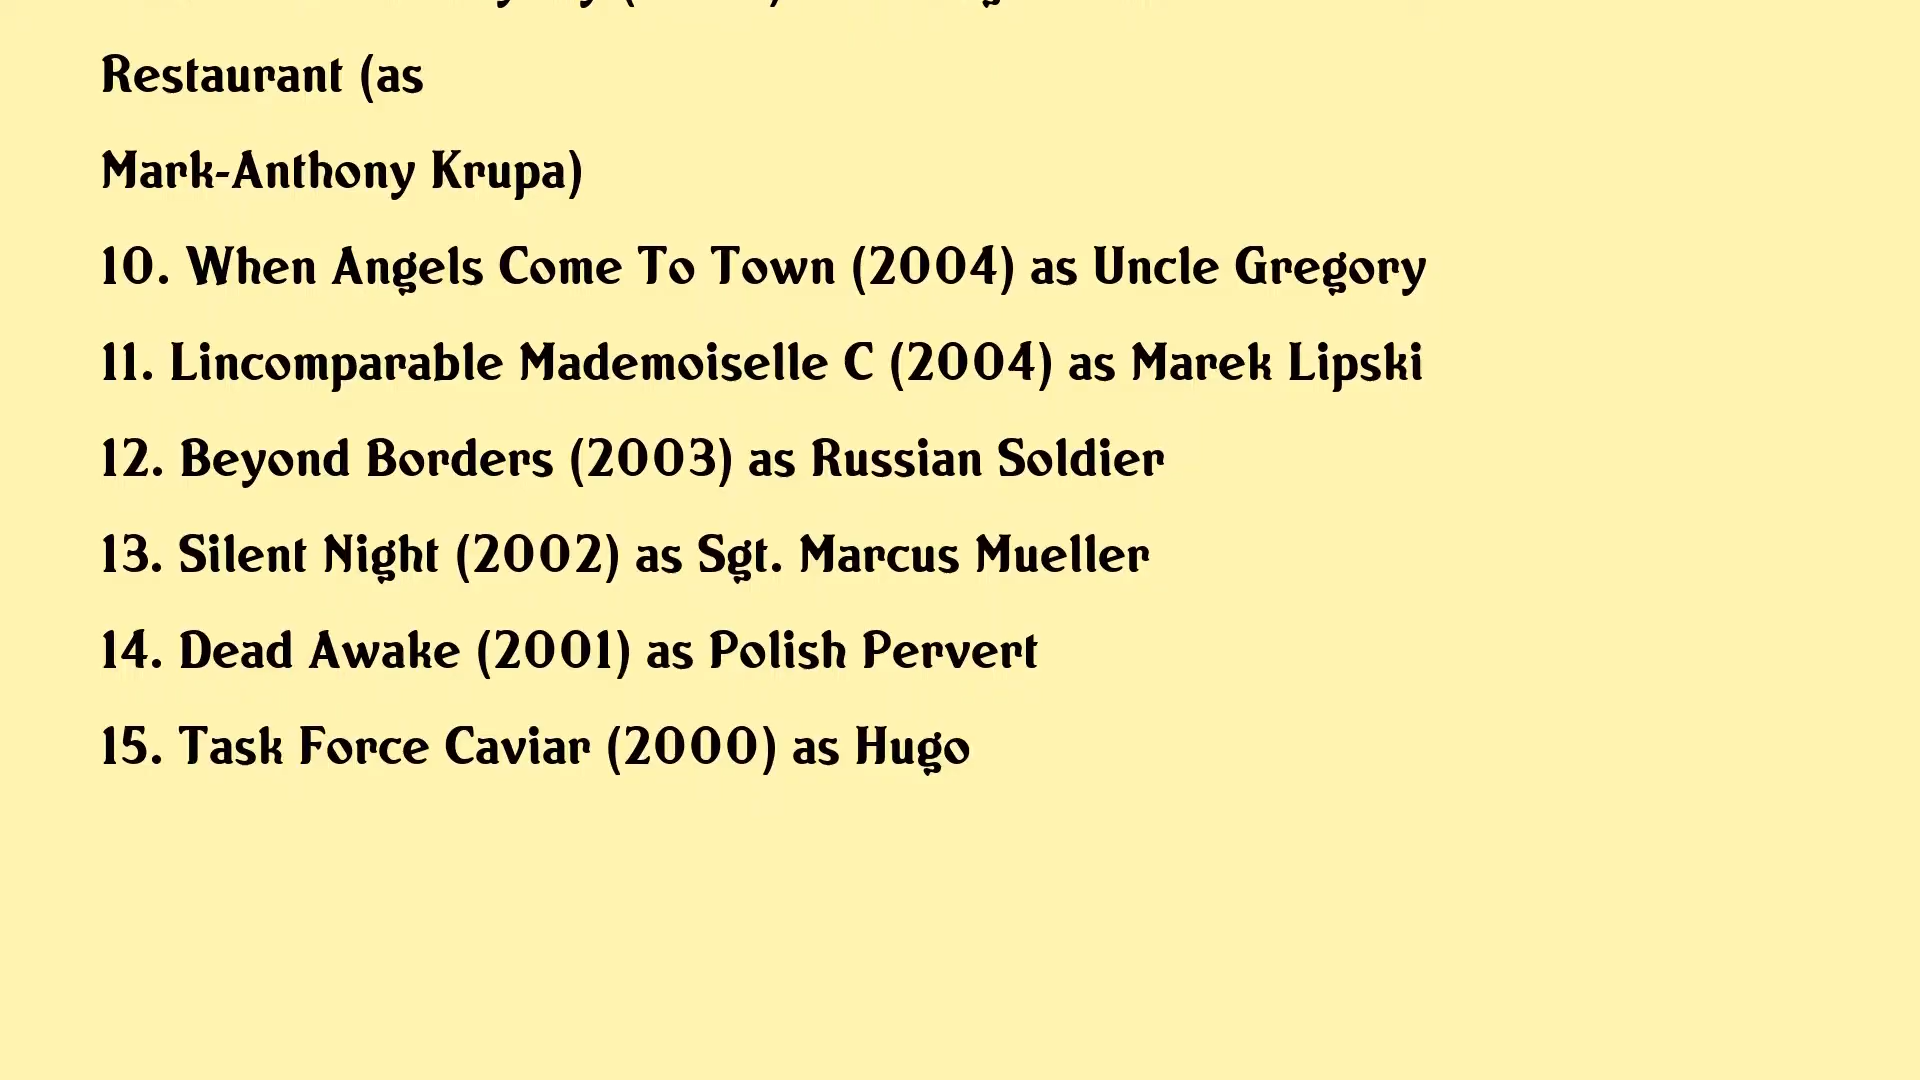 Restaurant (as
Mark-Anthony Krupa)
10. When Angels Come To Town (2004) as Uncle Gregory
11. Lincomparable Mademoiselle C (2004) as Marek Lipski
12. Beyond Borders (2003) as Russian Soldier
13. Silent Night (2002) as Sgt. Marcus Mueller
14. Dead Awake (2001) as Polish Pervert
15. Task Force Caviar (2000) as Hugo